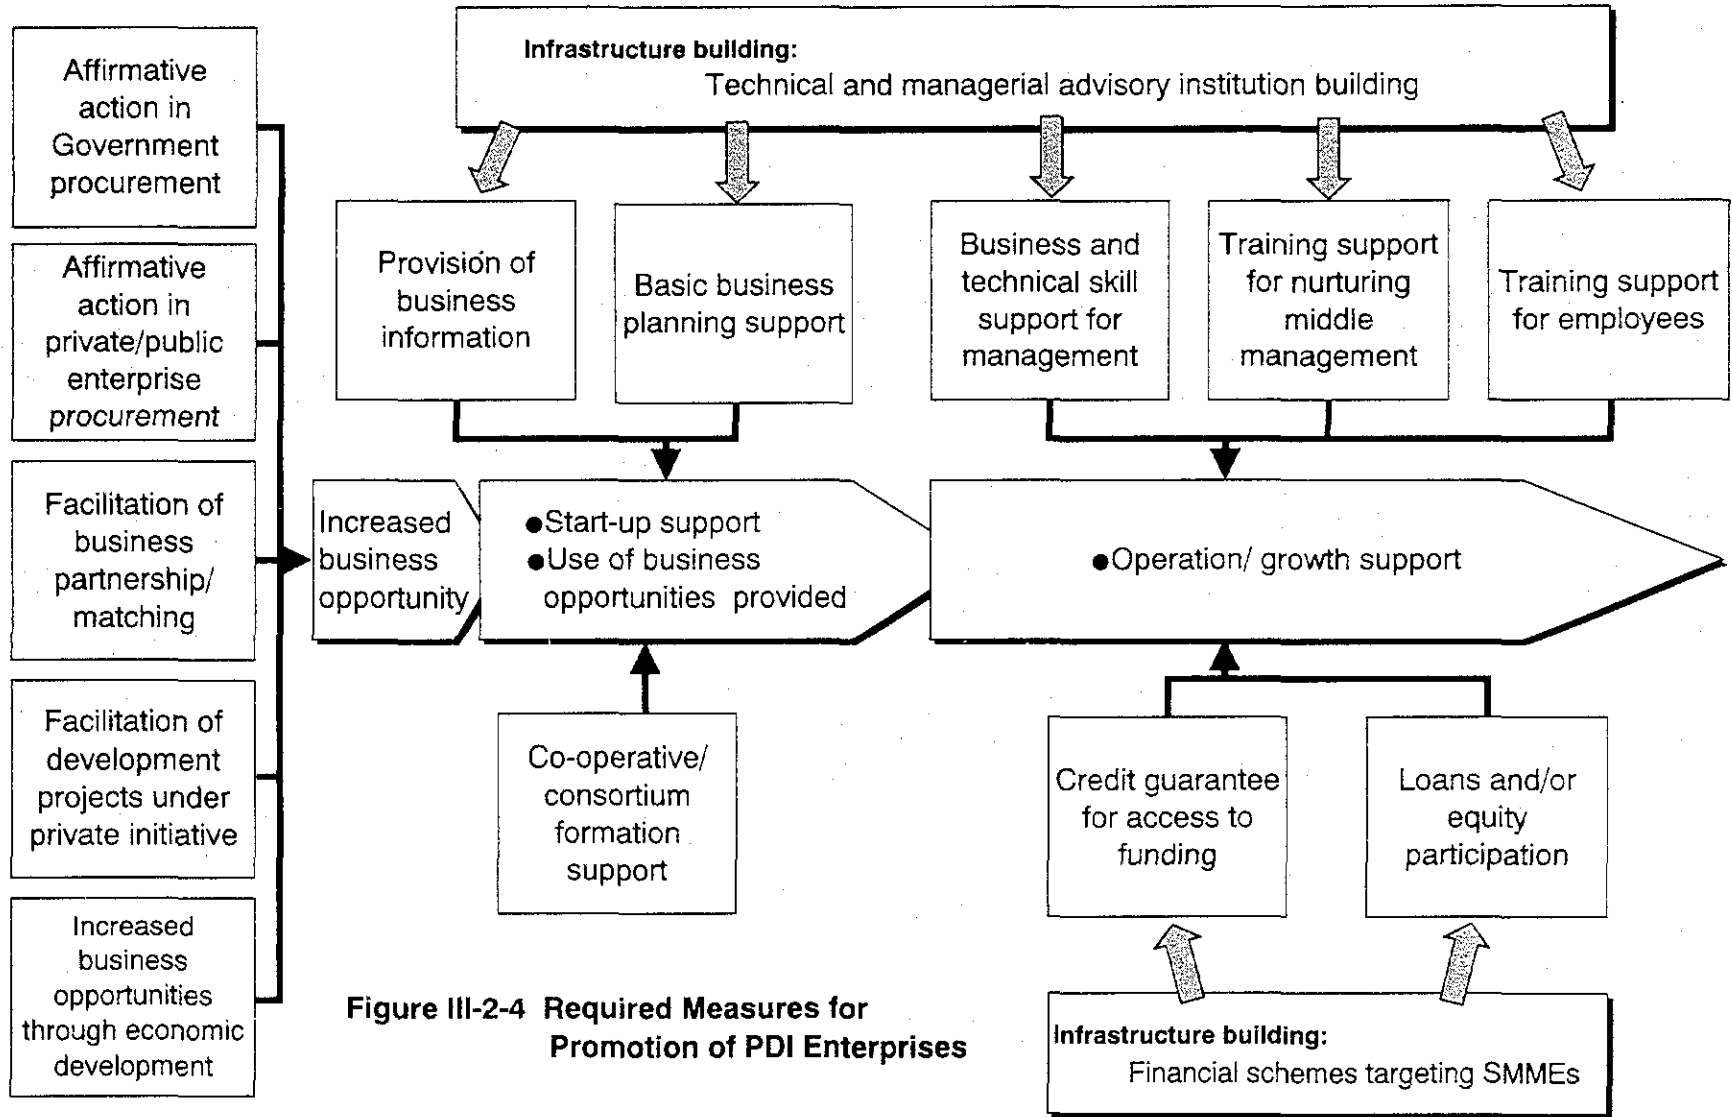 Affirmative
action in
Government
procurement
Affirmative
action in
private/public
enterprise
procurement
Facilitation of
business
partnership/
matching
Facilitation of
development
projects under
private initiative
Increased
business
opportunities
through economic
development
Infrastructure building:
Technical and managerial advisory institution building
Provision of
business
information
Basic business
planning support
Business and
technical skill
support for
management
Training support
for nurturing
middle
management
Training support
for employees
Increased
business
opportunity
●Start-up support
●Use of business
opportunities provided
●Operation/ growth support
Co-operative/
consortium
formation
support
Credit guarantee
for access to
funding
Loans and/or
equity
participation
Infrastructure building:
Financial schemes targeting SMMEs
Figure III-2-4 Required Measures for
Promotion of PDI Enterprises